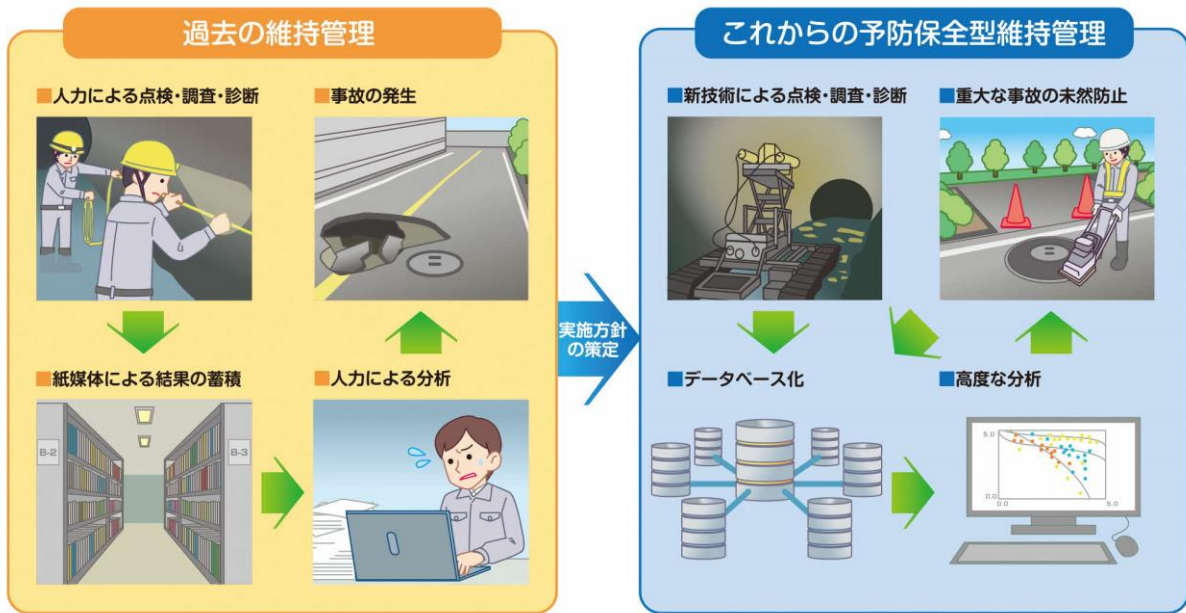 過去の維持管理
■人力による点検・調査・診断
■事故の発生
■紙媒体による結果の蓄積
■人力による分析
B-2
B-3
実施方針
の策定
これからの予防保全型維持管理
■新技術による点検・調査・診断
■重大な事故の未然防止
■データベース化
■高度な分析
6.0
0.0
0.0
5.0